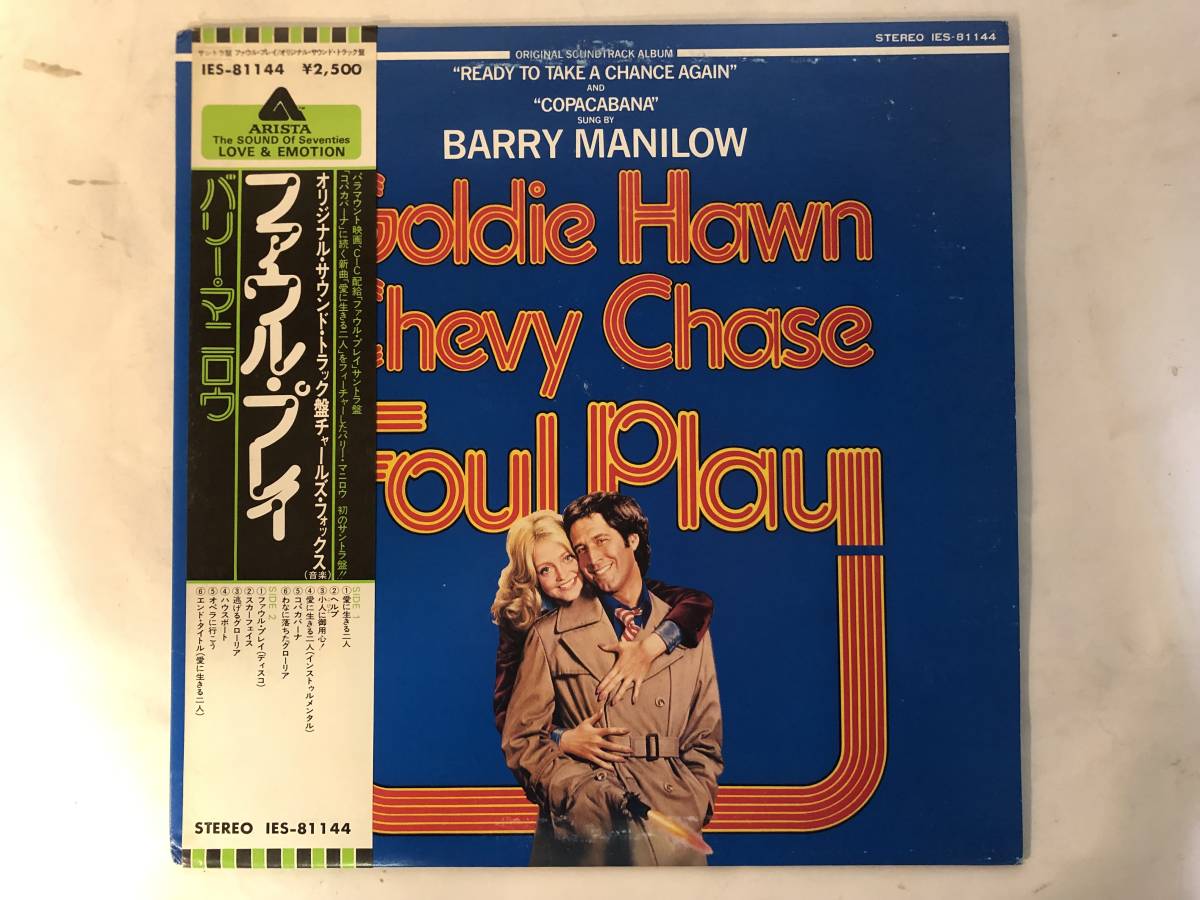 サントラ盤 ファウル・プレイ/オリジナル・サウンド・トラック盤
IES-81144 ¥2,500
ARISTA
The SOUND Of Seventies
LOVE & EMOTION
パラマウント映画、C-I-C配給「ファウル・プレイ」サントラ盤
「コパカバーナ」に続く新曲「愛に生きる二人」をフィーチャーしたバリー・マニロウ 初のサントラ盤!!
オリジナル・サウンド・トラック盤 チャールズ・フォックス(音楽)
ファウル・プレイ
バリー・マニロウ
SIDE 1
①愛に生きる二人
②ヘルプ
③小人に御用心!
④愛に生きる二人(インストゥルメンタル)
⑤コパカバーナ
⑥わなに落ちたグローリア
SIDE 2
①ファウル・プレイ(ディスコ)
②スカーフェイス
③逃げるグローリア
④ハウスボート
⑤オペラに行こう
⑥エンド・タイトル(愛に生きる二人)
STEREO IES-81144
STEREO IES-81144
ORIGINAL SOUNDTRACK ALBUM
"READY TO TAKE A CHANCE AGAIN"
AND
"COPACABANA"
SUNG BY
BARRY MANILOW
Goldie Hawn
Chevy Chase
Foul Play